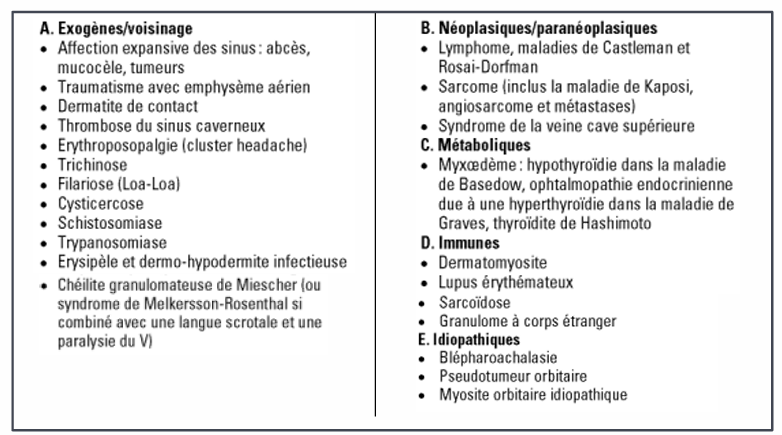 A. Exogènes/voisinage
• Affection expansive des sinus : abcès,
mucocèle, tumeurs
• Traumatisme avec emphysème aérien
• Dermatite de contact
• Thrombose du sinus caverneux
• Erythroposopalgie (cluster headache)
• Trichinose
• Filariose (Loa-Loa)
• Cysticercose
• Schistosomiase
• Trypanosomiase
• Erysipèle et dermo-hypodermite infectieuse
• Chéilite granulomateuse de Miescher (ou
syndrome de Melkersson-Rosenthal si
combiné avec une langue scrotale et une
paralysie du V)
B. Néoplasiques/paranéoplasiques
• Lymphome, maladies de Castleman et
Rosai-Dorfman
• Sarcome (inclus la maladie de Kaposi,
angiosarcome et métastases)
• Syndrome de la veine cave supérieure
C. Métaboliques
• Myxœdème : hypothyroïdie dans la maladie
de Basedow, ophtalmopathie endocrinienne
due à une hyperthyroïdie dans la maladie de
Graves, thyroïdite de Hashimoto
D. Immunes
• Dermatomyosite
• Lupus érythémateux
• Sarcoïdose
• Granulome à corps étranger
E. Idiopathiques
• Blépharoachalasie
• Pseudotumeur orbitaire
• Myosite orbitaire idiopathique